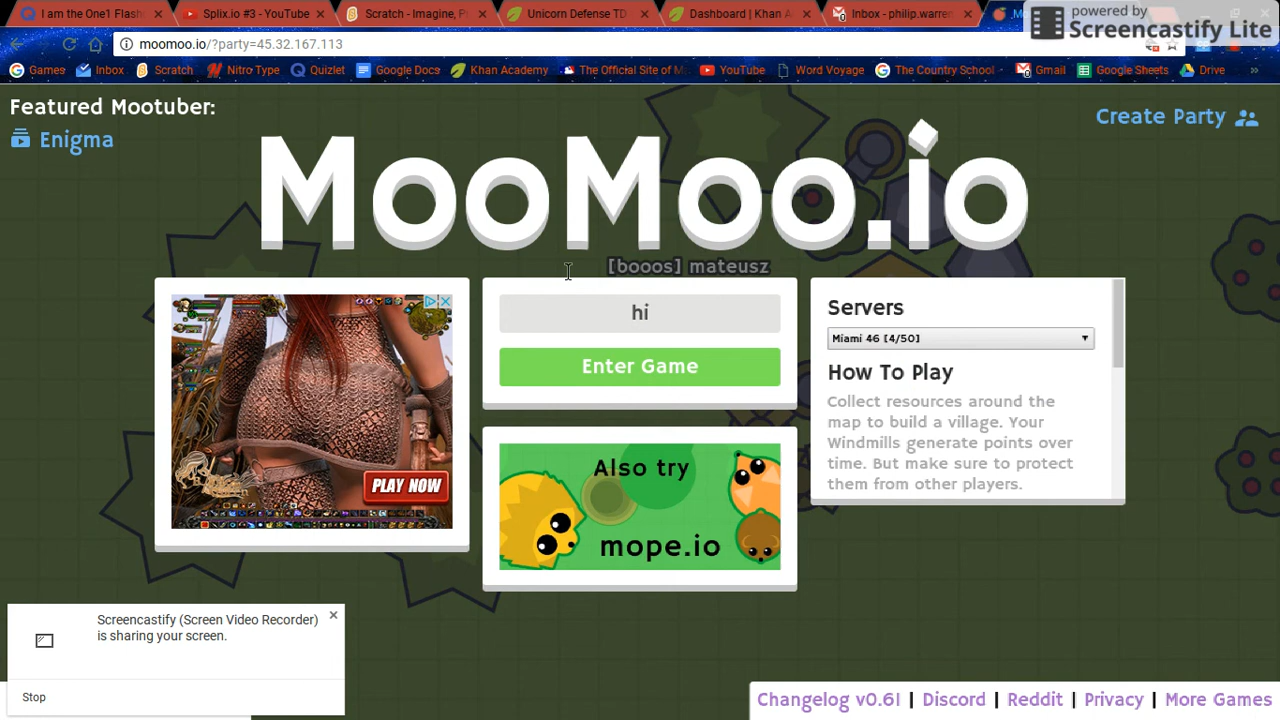 I am the One1 Flash
Splix.io #3 - YouTube
Scratch - Imagine, P
Unicorn Defense TD
Dashboard | Khan A
Inbox - philip.warren
powered by
Screencastify Lite
moomoo.io/?party=45.32.167.113
Games Inbox Scratch Nitro Type Quizlet Google Docs Khan Academy The Official Site of M YouTube Word Voyage The Country School Gmail Google Sheets Drive »
Featured Mootuber:
Enigma
Create Party
MooMoo.io
[booos] mateusz
hi
Enter Game
PLAY NOW
Also try
mope.io
Servers
Miami 46 [4/50]
How To Play
Collect resources around the
map to build a village. Your
Windmills generate points over
time. But make sure to protect
them from other players.
Screencastify (Screen Video Recorder)
is sharing your screen.
Stop
Changelog v0.61 | Discord | Reddit | Privacy | More Games